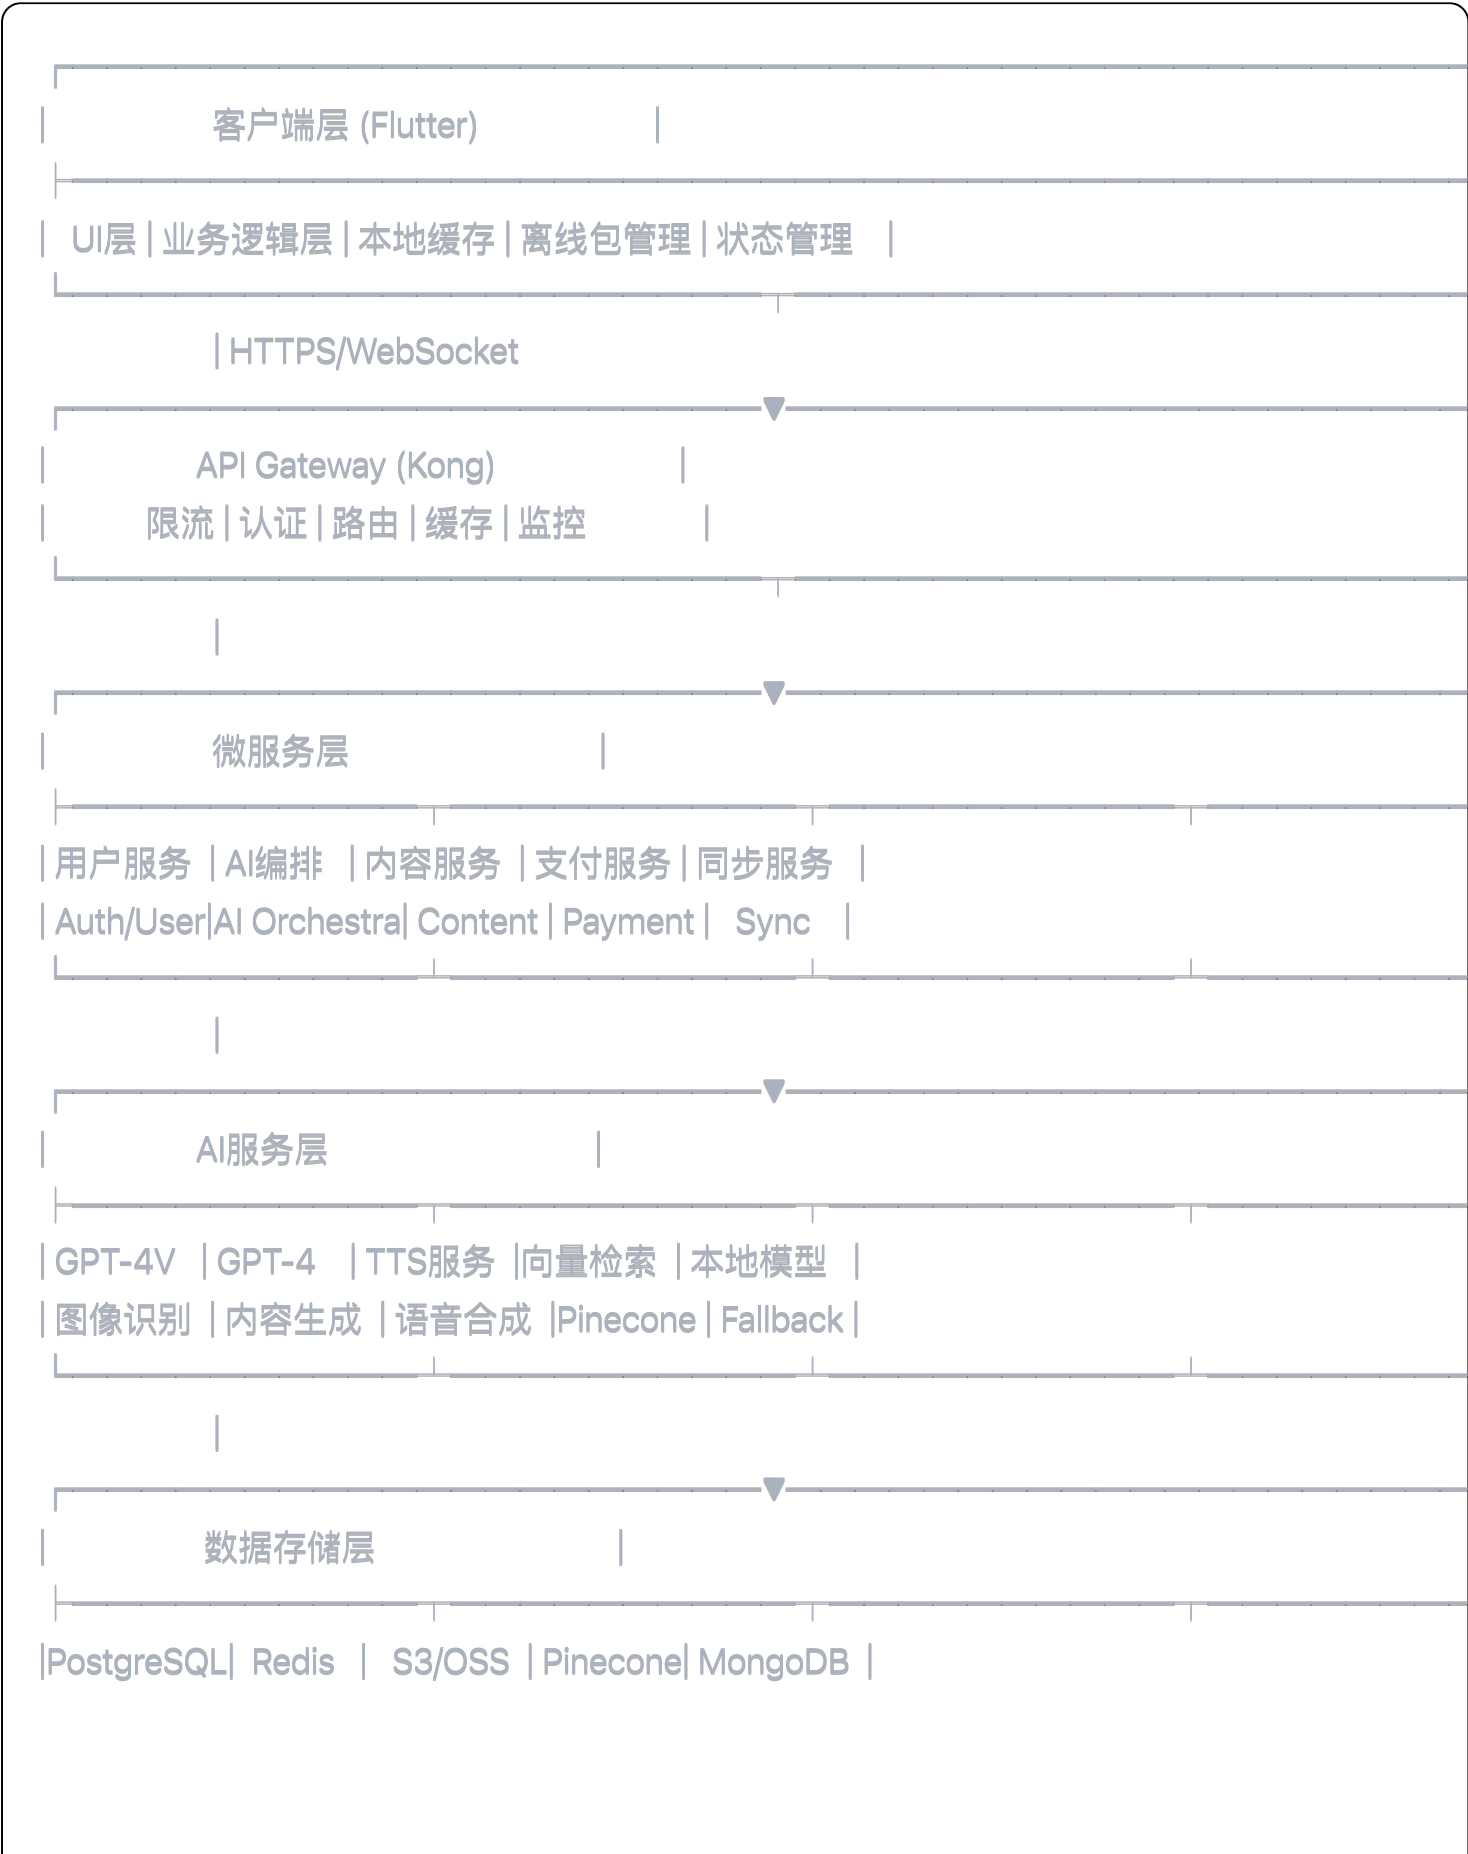 客户端层 (Flutter)
UI层 | 业务逻辑层 | 本地缓存 | 离线包管理 | 状态管理
HTTPS/WebSocket
API Gateway (Kong)
限流 | 认证 | 路由 | 缓存 | 监控
微服务层
用户服务 | AI编排 | 内容服务 | 支付服务 | 同步服务
Auth/User|AI Orchestra| Content | Payment | Sync
AI服务层
GPT-4V | GPT-4 | TTS服务 |向量检索 | 本地模型
图像识别 | 内容生成 | 语音合成 |Pinecone | Fallback |
数据存储层
|PostgreSQL| Redis | S3/OSS | Pinecone| MongoDB |